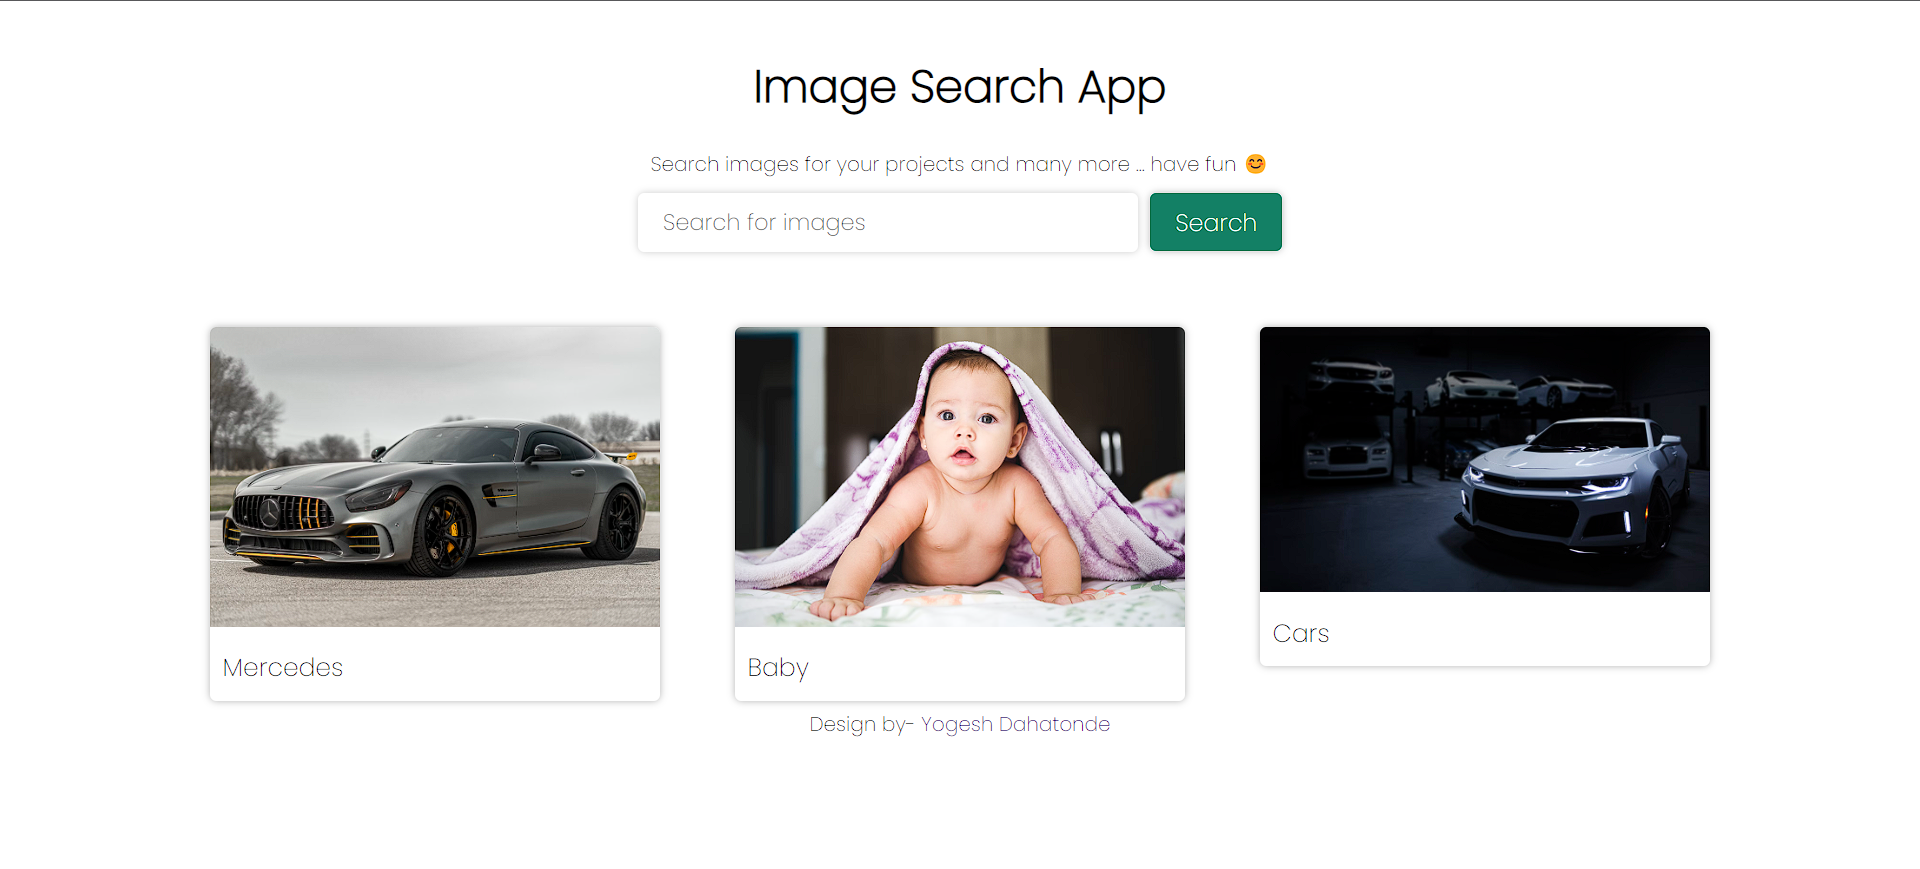 Image Search App
Search images for your projects and many more ... have fun 😊
Search for images
Search
Mercedes
Baby
Cars
Design by- Yogesh Dahatonde